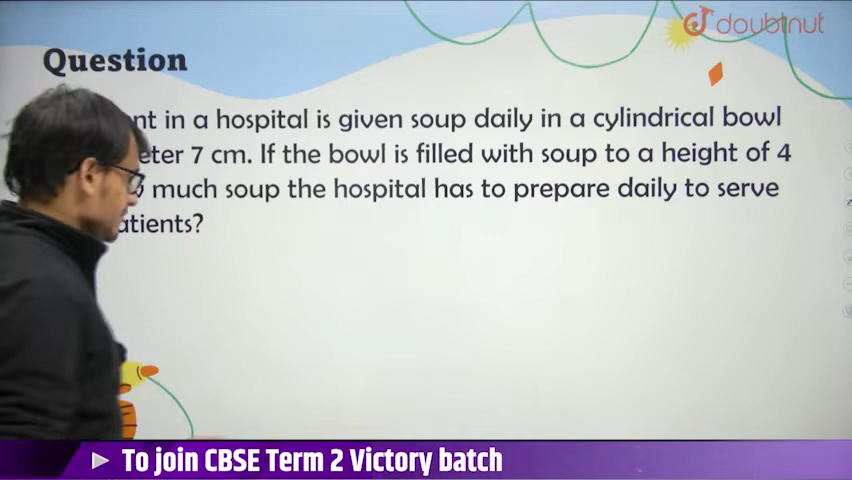 doubtnut
Question
ent in a hospital is given soup daily in a cylindrical bowl
eter 7 cm. If the bowl is filled with soup to a height of 4
w much soup the hospital has to prepare daily to serve
atients?
To join CBSE Term 2 Victory batch